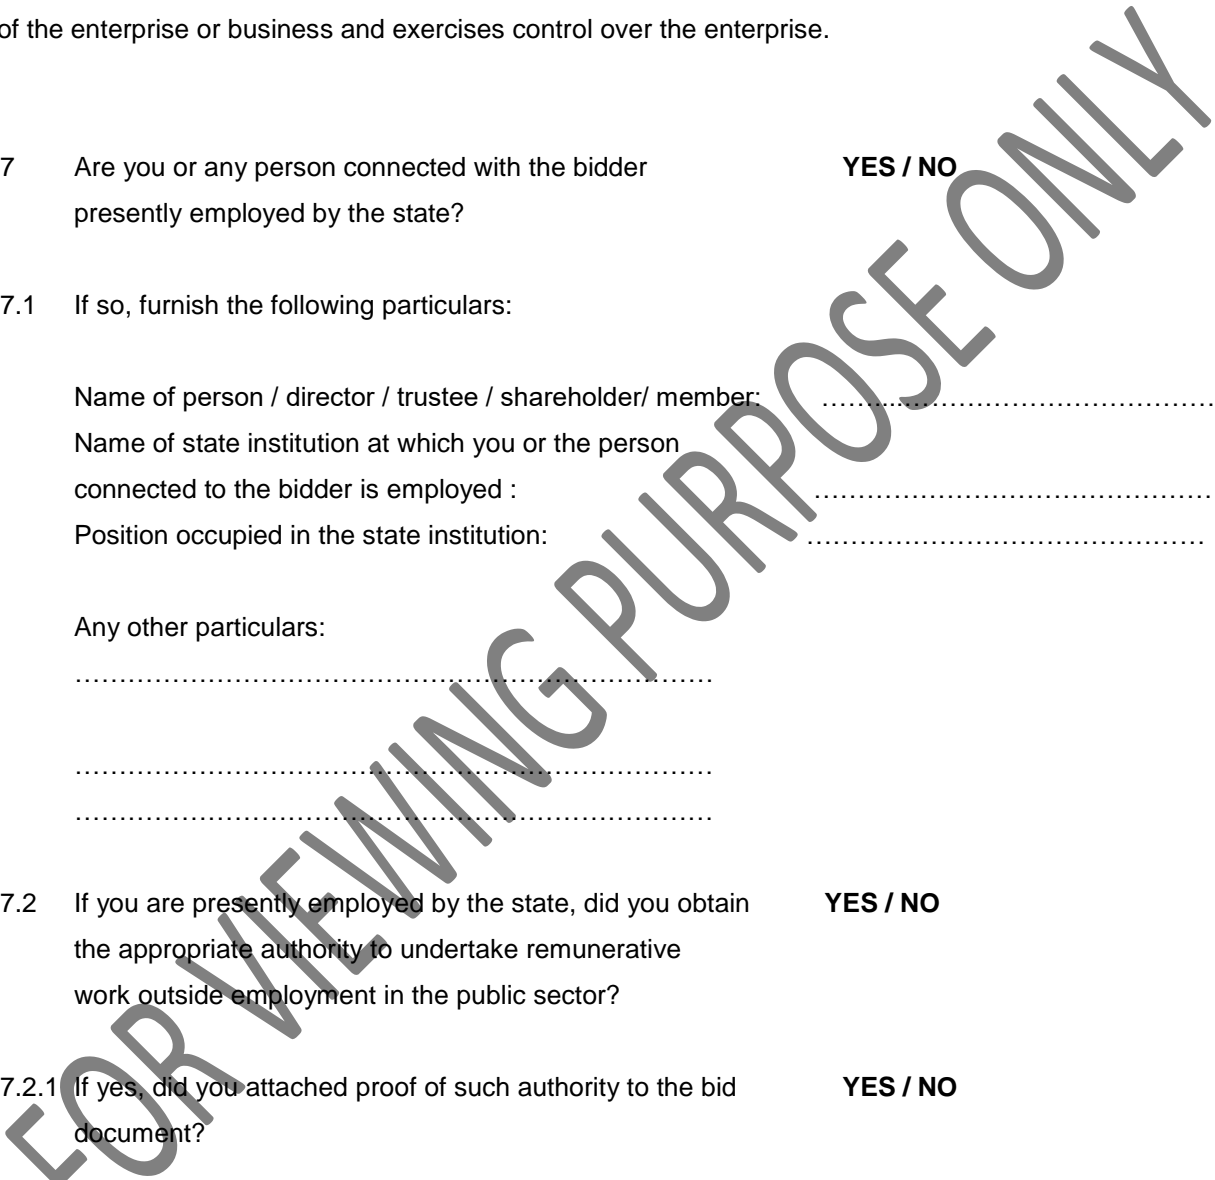 of the enterprise or business and exercises control over the enterprise.
7 Are you or any person connected with the bidder YES / NO
presently employed by the state?
7.1 If so, furnish the following particulars:
Name of person / director / trustee / shareholder/ member: ……....……………………………
Name of state institution at which you or the person
connected to the bidder is employed : ………………………………………
Position occupied in the state institution: ………………………………………
Any other particulars:
………………………………………………………………
………………………………………………………………
………………………………………………………………
7.2 If you are presently employed by the state, did you obtain YES / NO
the appropriate authority to undertake remunerative
work outside employment in the public sector?
7.2.1 If yes, did you attached proof of such authority to the bid YES / NO
document?
FOR VIEWING PURPOSE ONLY